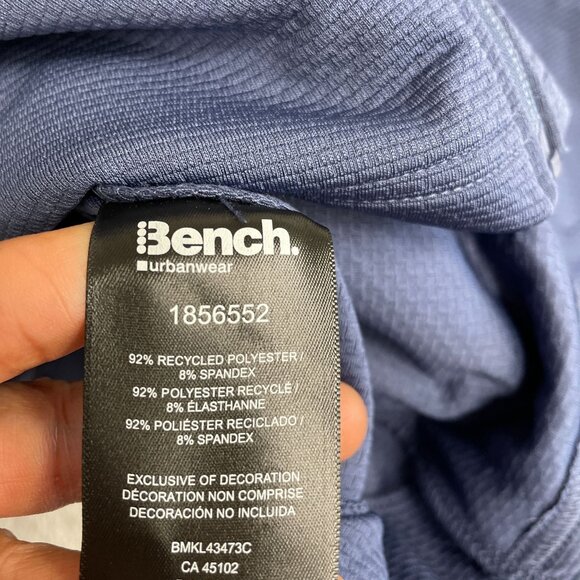 Bench.
urbanwear
1856552
92% RECYCLED POLYESTER /
8% SPANDEX
92% POLYESTER RECYCLÉ /
8% ÉLASTHANNE
92% POLIÉSTER RECICLADO /
8% SPANDEX
EXCLUSIVE OF DECORATION
DÉCORATION NON COMPRISE
DECORACIÓN NO INCLUIDA
BMKL43473C
CA 45102